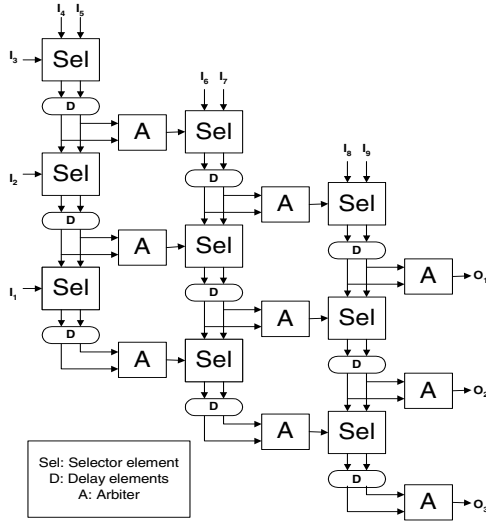 I4 I5
I3 Sel
D
I6 I7
A Sel
I2 Sel
D
I8 I9
D
A Sel
A Sel
I1 Sel
D
D
A O1
D
A Sel
A Sel
D
D
A O2
A Sel
D
A O3
Sel: Selector element
D: Delay elements
A: Arbiter